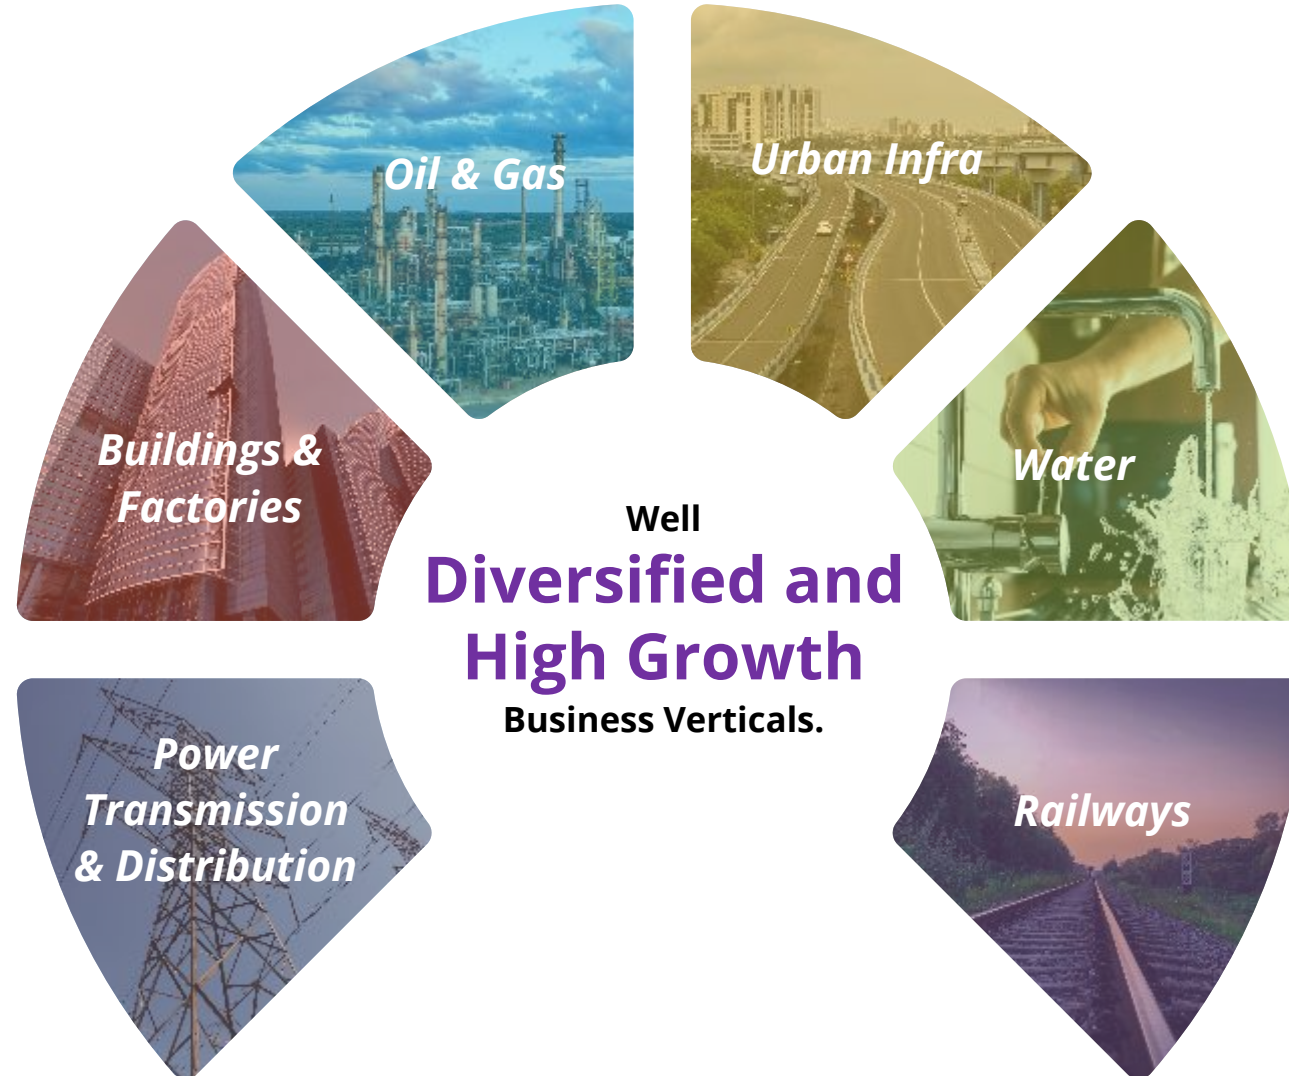 Oil & Gas
Urban Infra
Buildings &
Factories
Water
Well
Diversified and
High Growth
Business Verticals.
Power
Transmission
& Distribution
Railways